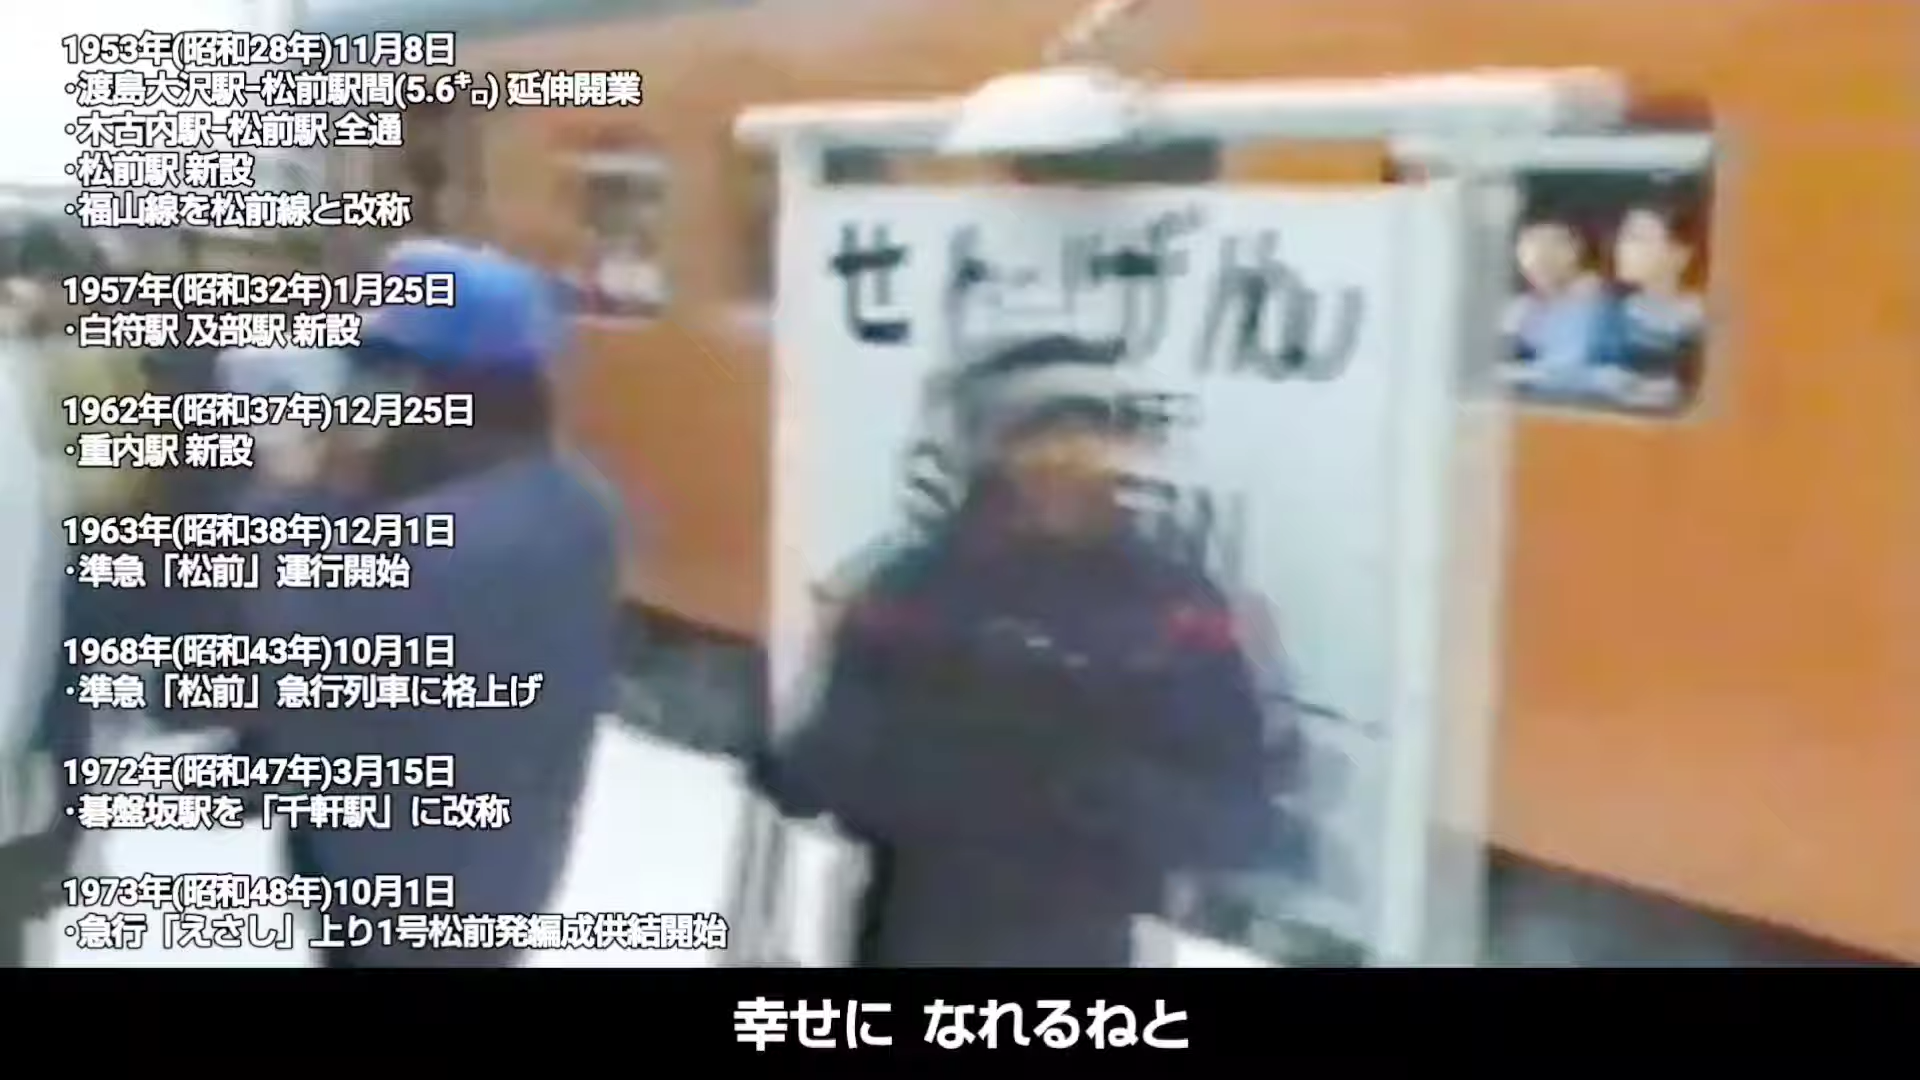 1953年(昭和28年)11月8日
・渡島大沢駅-松前駅間(5.6㌔) 延伸開業
・木古内駅-松前駅 全通
・松前駅 新設
・福山線を松前線と改称
1957年(昭和32年)1月25日
・白符駅 及部駅 新設
1962年(昭和37年)12月25日
・重内駅 新設
1963年(昭和38年)12月1日
・準急「松前」運行開始
1968年(昭和43年)10月1日
・準急「松前」急行列車に格上げ
1972年(昭和47年)3月15日
・碁盤坂駅を「千軒駅」に改称
1973年(昭和48年)10月1日
・急行「えさし」上り1号松前発編成供結開始
幸せに なれるねと